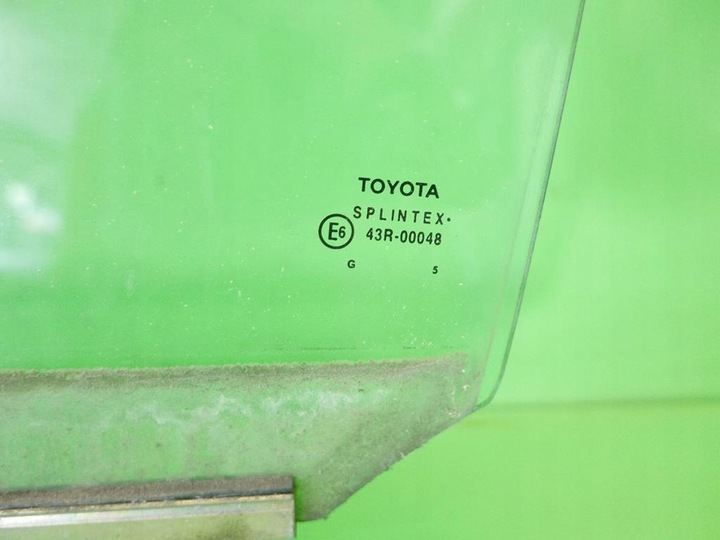 TOYOTA
SPLINTEX·
E6 43R-00048
G 5